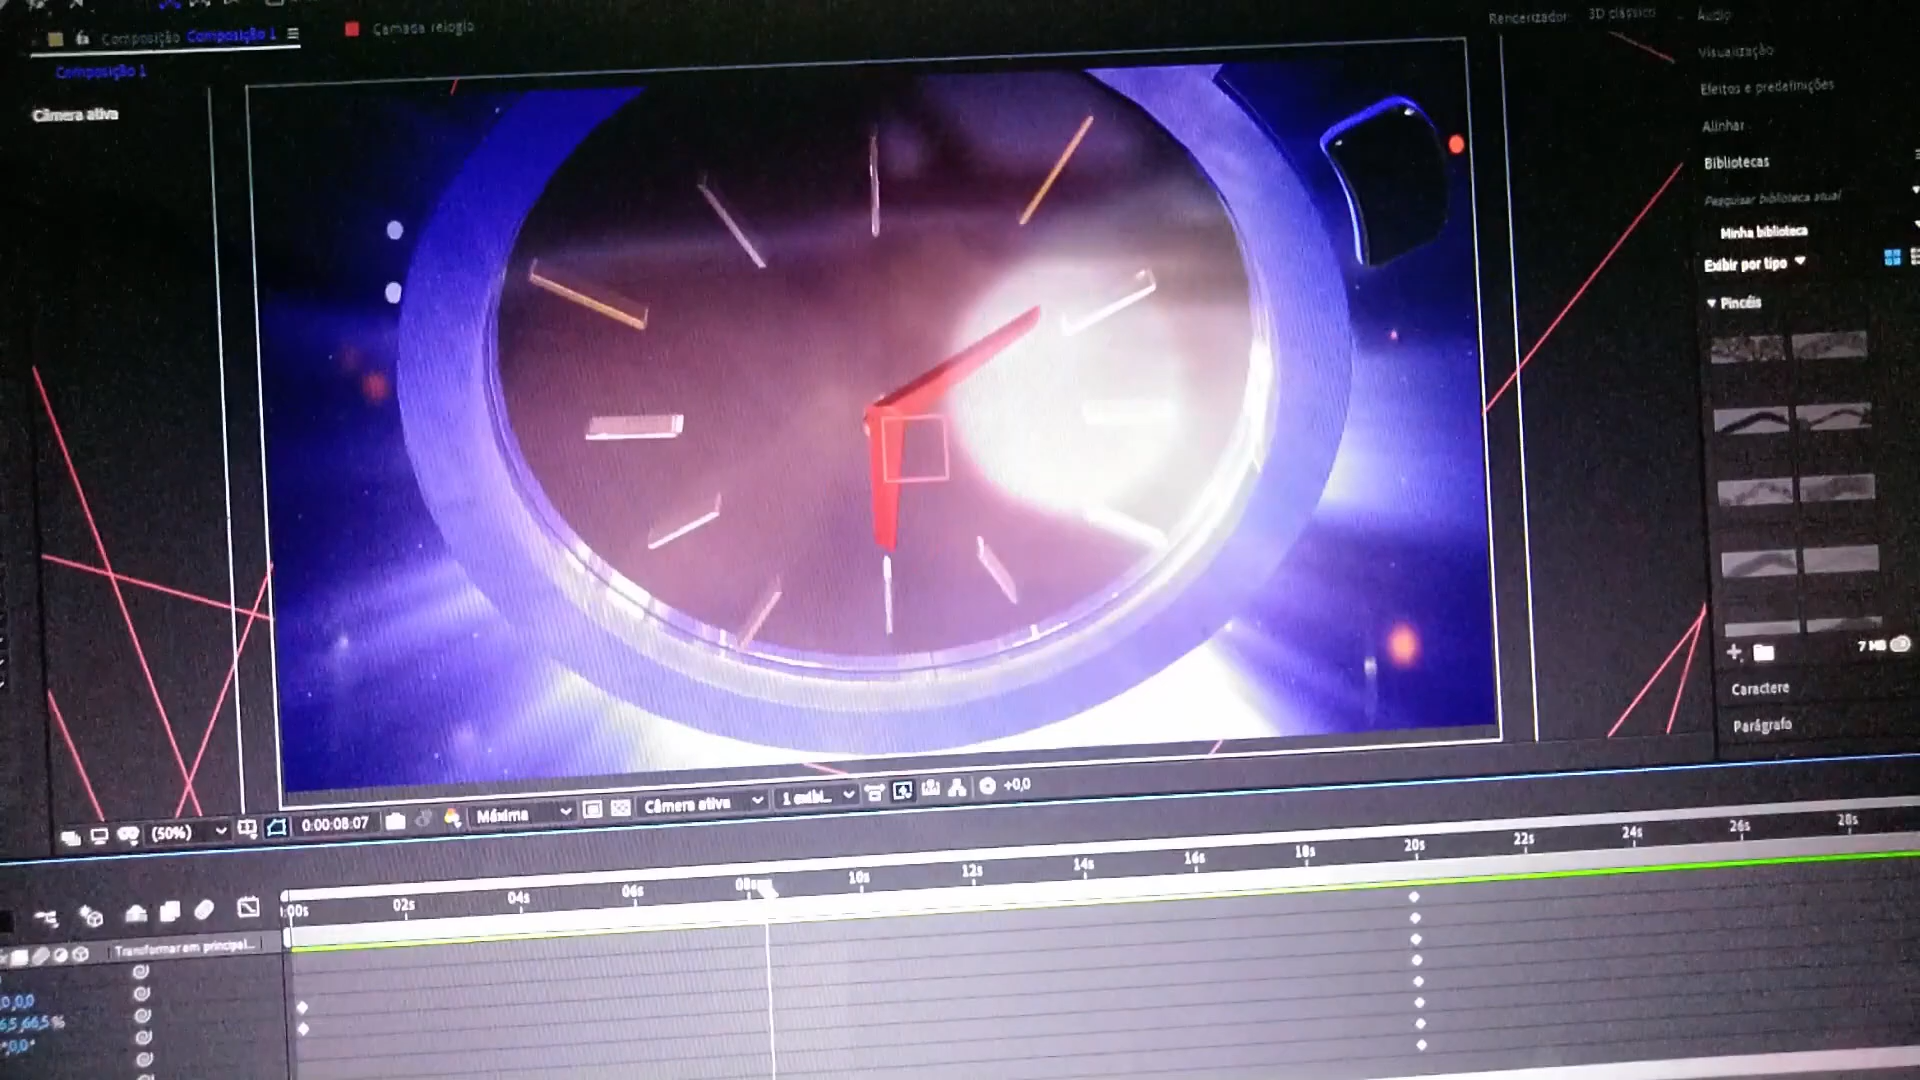 Composição Composição 1
Camada relogio
Renderizador: 3D clássico
Áudio
Composição 1
Visualização
Câmera ativa
Efeitos e predefinições
Alinhar
Bibliotecas
Pesquisar biblioteca atual
Minha biblioteca
Exibir por tipo
Pincéis
7 MB
Caractere
Parágrafo
(50%)
0:00:08:07
Máxima
Câmera ativa
1 exibi...
+0,0
02s 04s 06s 08s 10s 12s 14s 16s 18s 20s 22s 24s 26s 28s
Transformar em principal...